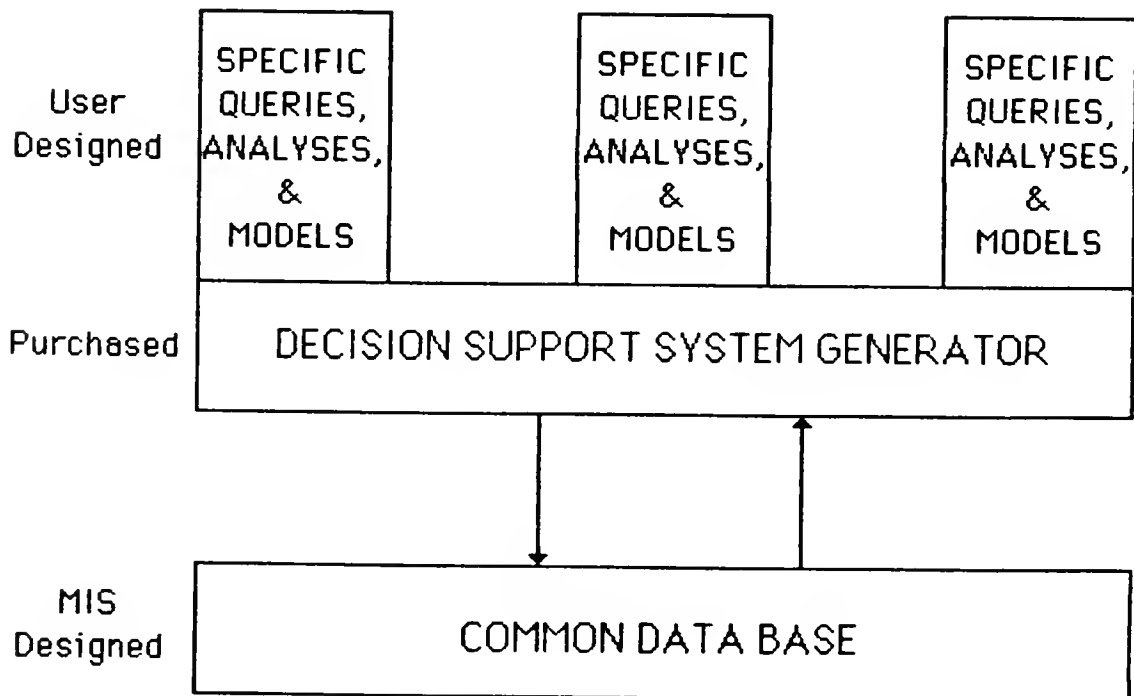 User
Designed
SPECIFIC
QUERIES,
ANALYSES,
&
MODELS
SPECIFIC
QUERIES,
ANALYSES,
&
MODELS
SPECIFIC
QUERIES,
ANALYSES,
&
MODELS
Purchased
DECISION SUPPORT SYSTEM GENERATOR
MIS
Designed
COMMON DATA BASE